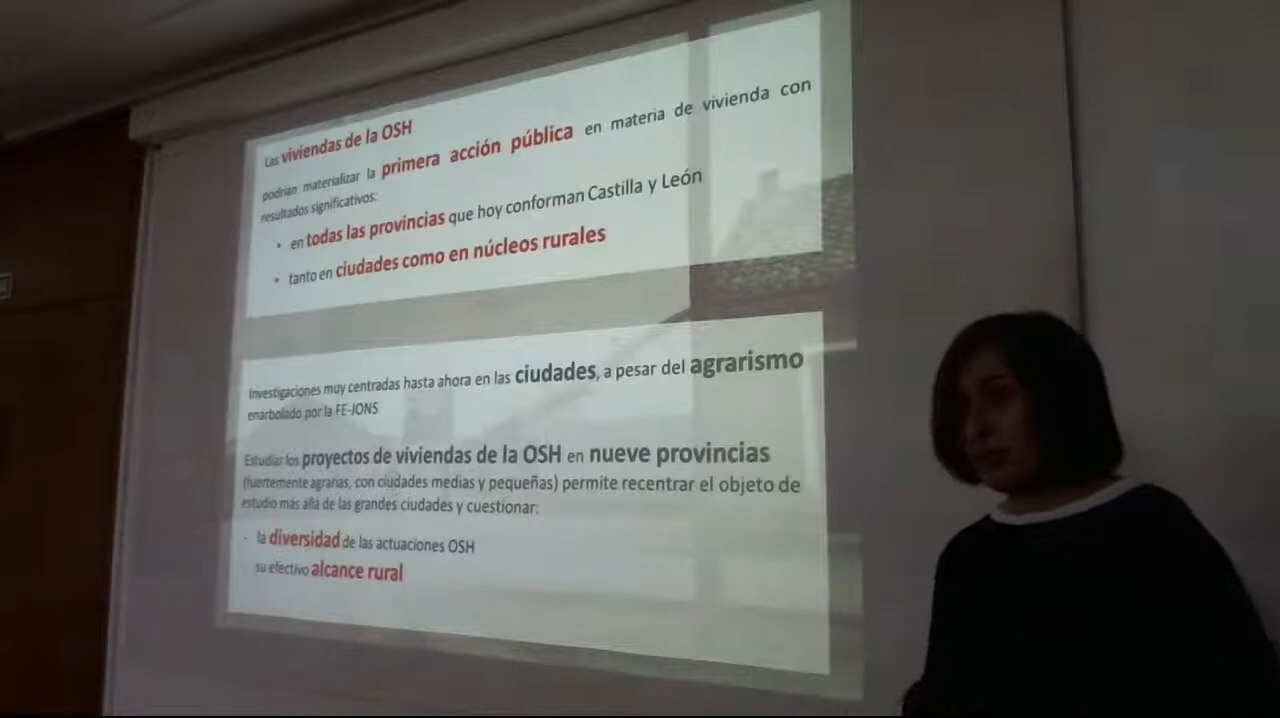 Las viviendas de la OSH
podrían materializar la primera acción pública en materia de vivienda con
resultados significativos:
• en todas las provincias que hoy conforman Castilla y León
• tanto en ciudades como en núcleos rurales
Investigaciones muy centradas hasta ahora en las ciudades, a pesar del agrarismo
enarbolado por la FE-JONS
Estudiar los proyectos de viviendas de la OSH en nueve provincias
(fuertemente agrarias, con ciudades medias y pequeñas) permite recentrar el objeto de
estudio más allá de las grandes ciudades y cuestionar:
- la diversidad de las actuaciones OSH
- su efectivo alcance rural